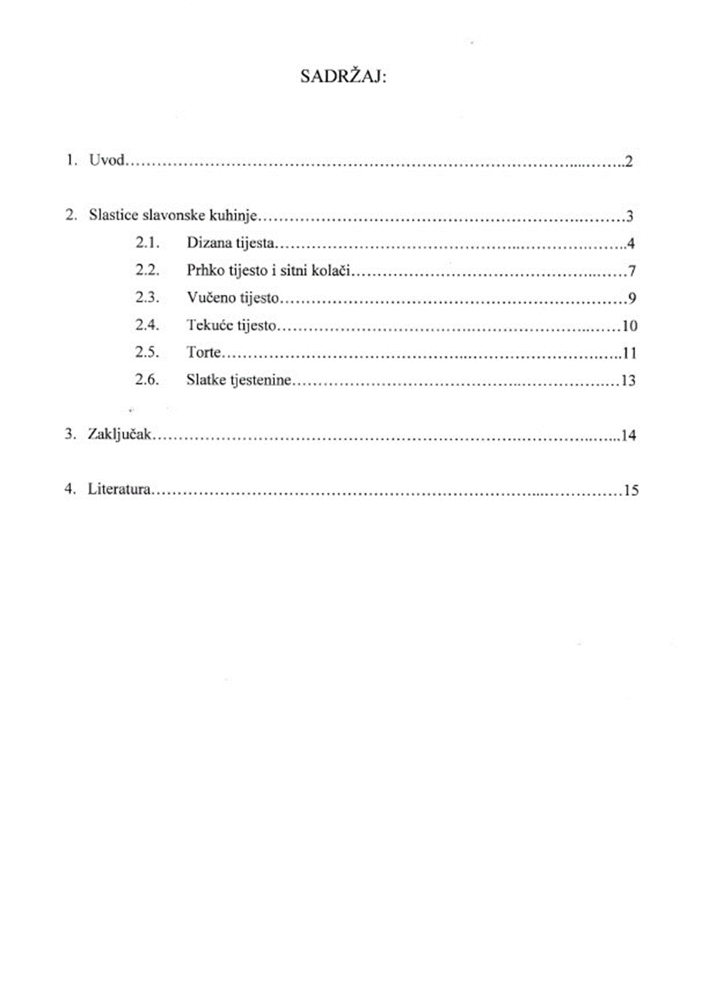 SADRŽAJ:
1. Uvod……………………………………………………………………………....……..2
2. Slastice slavonske kuhinje……………………………………………………..………3
2.1. Dizana tijesta………………………………………..…………………..4
2.2. Prhko tijesto i sitni kolači………………………………………..……7
2.3. Vučeno tijesto……………………………………………………………9
2.4. Tekuće tijesto……………………………….…………………..……10
2.5. Torte……………………………………..……………………….…..11
2.6. Slatke tjestenine……………………………………..…………….…13
3. Zaključak………………………………………………………………………..…...14
4. Literatura………………………………………………………………...……………15